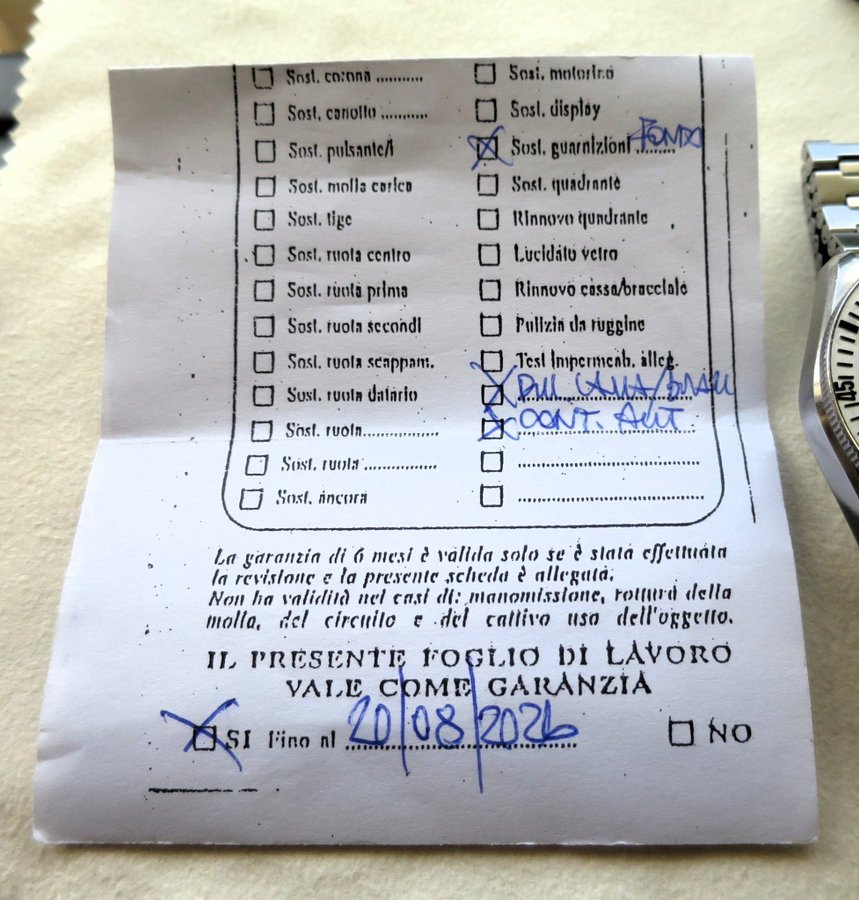 Sost. corona ............
Sost. canotto ...........
Sost. pulsante/i
Sost. molla carica
Sost. tige
Sost. ruota centro
Sost. ruota prima
Sost. ruota secondi
Sost. ruota scappam.
Sost. ruota datario
Sost. ruota..................
Sost. ruota .................
Sost. àncora
Sost. motorino
Sost. display
Sost. guarnizioni FONDO
Sost. quadrante
Rinnovo quadrante
Lucidato vetro
Rinnovo cassa/bracciale
Pulizia da ruggine
Test Impermeab. alleg.
CONT. AUT
La garanzia di 6 mesi è valida solo se è stata effettuata
la revisione e la presente scheda è allegata.
Non ha validità nei casi di: manomissione, rottura della
molla, del circuito e del cattivo uso dell'oggetto.
IL PRESENTE FOGLIO DI LAVORO
VALE COME GARANZIA
SI Fino al 20/08/2026
NO
45